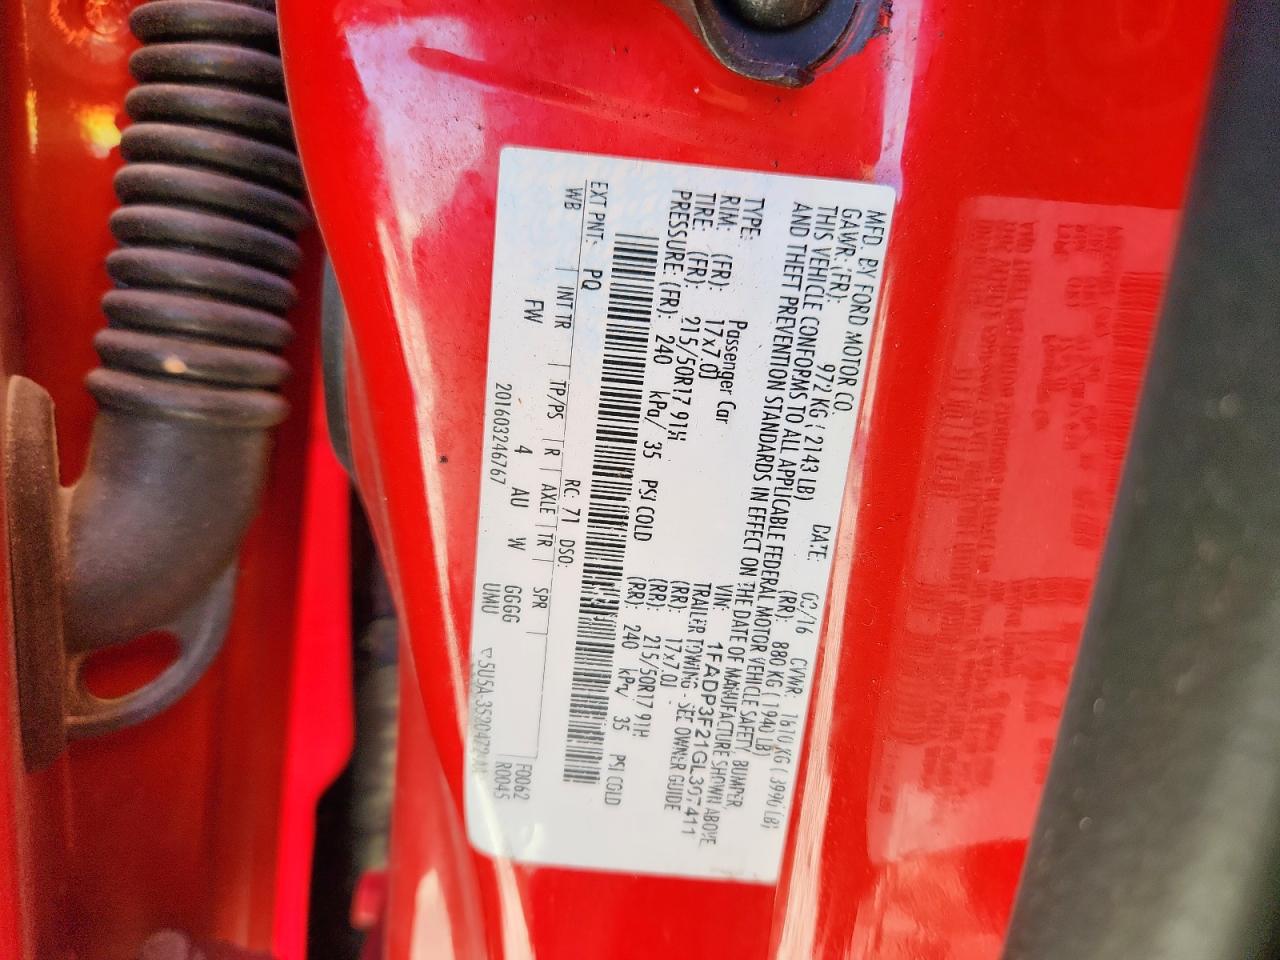 MFD. BY FORD MOTOR CO.
GAWR: (FR): 972 KG ( 2143 LB) DATE: 03/16 (RR): 880 KG ( 1940 LB) GVWR: 1810 KG ( 3990 LB)
THIS VEHICLE CONFORMS TO ALL APPLICABLE FEDERAL MOTOR VEHICLE SAFETY, BUMPER,
AND THEFT PREVENTION STANDARDS IN EFFECT ON THE DATE OF MANUFACTURE SHOWN ABOVE
VIN: 1FADP3F21GL307411
TYPE: Passenger Car TRAILER TOWING - SEE OWNER GUIDE
RIM: (FR): 17x7.0J (RR): 17x7.0J
TIRE: (FR): 215/50R17 91H (RR): 215/50R17 91H
PRESSURE: (FR): 240 kPa/ 35 PSI COLD (RR): 240 kPa/ 35 PSI COLD
EXT PNT: PQ RC: 71 DSO:
WB INT TR TP/PS R AXLE TR SPR
FW 4 AU W GGGG F0062
201603246767 UMU R0045